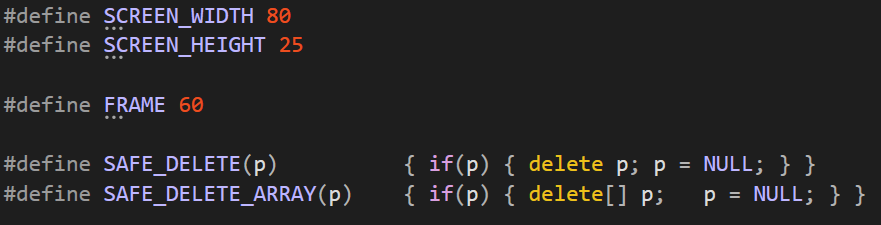 #define SCREEN_WIDTH 80
#define SCREEN_HEIGHT 25
#define FRAME 60
#define SAFE_DELETE(p)          { if(p) { delete p; p = NULL; } }
#define SAFE_DELETE_ARRAY(p)    { if(p) { delete[] p;   p = NULL; } }